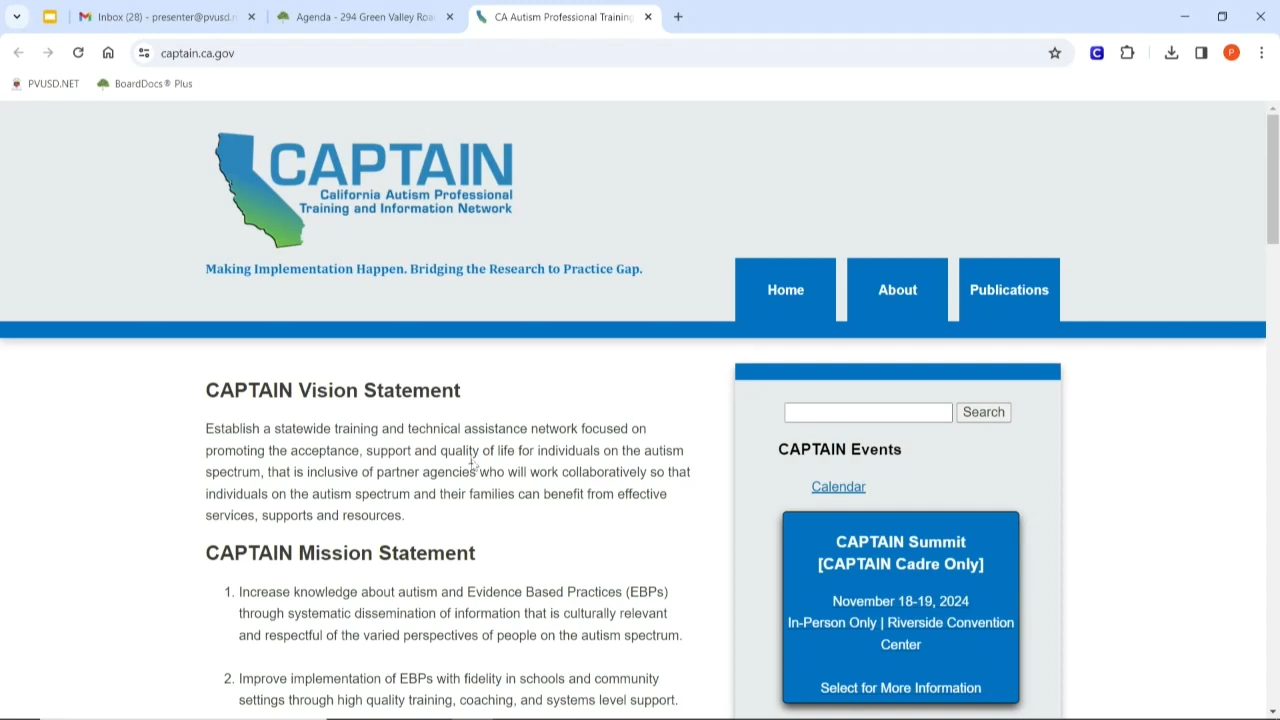 Inbox (28) - presenter@pvusd.n
Agenda - 294 Green Valley Roa
CA Autism Professional Training
captain.ca.gov
C
P
PVUSD.NET
BoardDocs® Plus
CAPTAIN
California Autism Professional
Training and Information Network
Making Implementation Happen. Bridging the Research to Practice Gap.
Home
About
Publications
CAPTAIN Vision Statement
Establish a statewide training and technical assistance network focused on
promoting the acceptance, support and quality of life for individuals on the autism
spectrum, that is inclusive of partner agencies who will work collaboratively so that
individuals on the autism spectrum and their families can benefit from effective
services, supports and resources.
CAPTAIN Mission Statement
1. Increase knowledge about autism and Evidence Based Practices (EBPs)
through systematic dissemination of information that is culturally relevant
and respectful of the varied perspectives of people on the autism spectrum.
2. Improve implementation of EBPs with fidelity in schools and community
settings through high quality training, coaching, and systems level support.
Search
CAPTAIN Events
Calendar
CAPTAIN Summit
[CAPTAIN Cadre Only]
November 18-19, 2024
In-Person Only | Riverside Convention
Center
Select for More Information